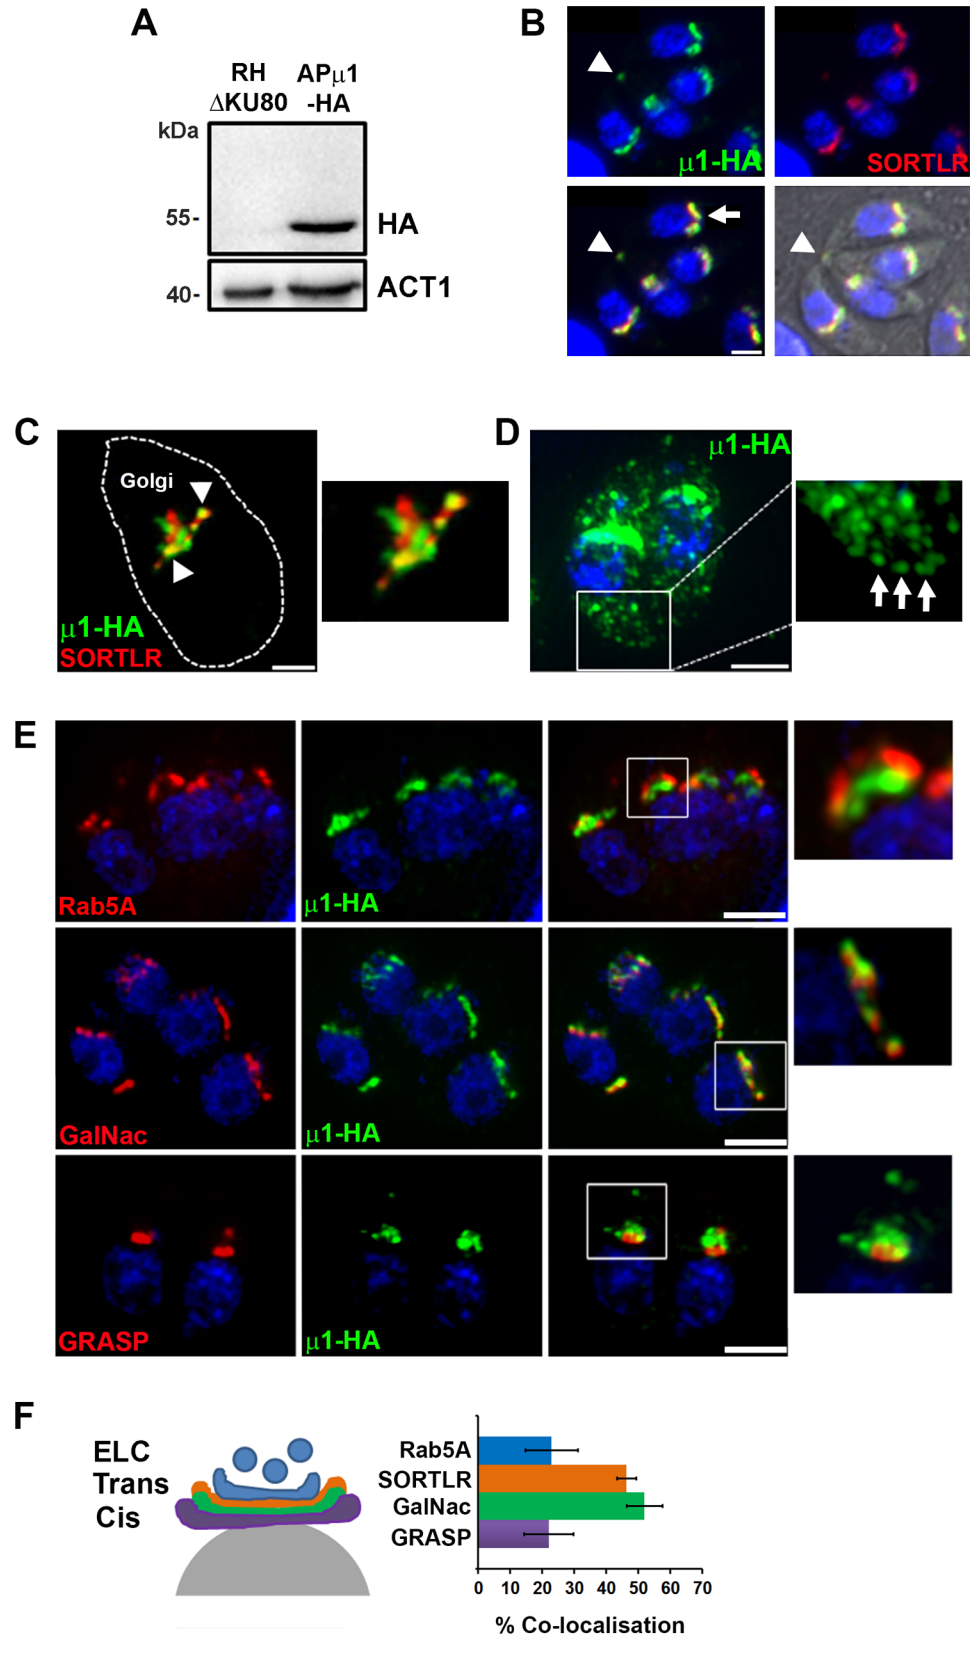 A
RH
ΔKU80
APμ1
-HA
kDa
55-
HA
40-
ACT1
B
μ1-HA
SORTLR
C
Golgi
μ1-HA
SORTLR
D
μ1-HA
E
Rab5A
μ1-HA
GalNac
μ1-HA
GRASP
μ1-HA
F
ELC
Trans
Cis
Rab5A
SORTLR
GalNac
GRASP
0 10 20 30 40 50 60 70
% Co-localisation